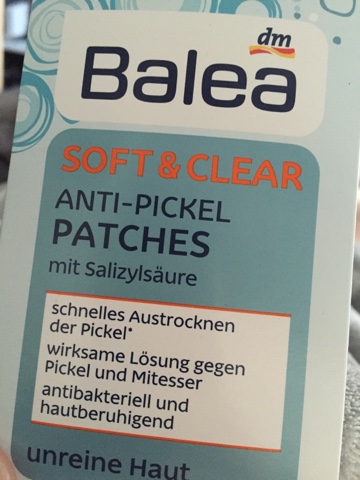 dm
Balea
SOFT & CLEAR
ANTI-PICKEL
PATCHES
mit Salizylsäure
schnelles Austrocknen
der Pickel*
wirksame Lösung gegen
Pickel und Mitesser
antibakteriell und
hautberuhigend
unreine Haut